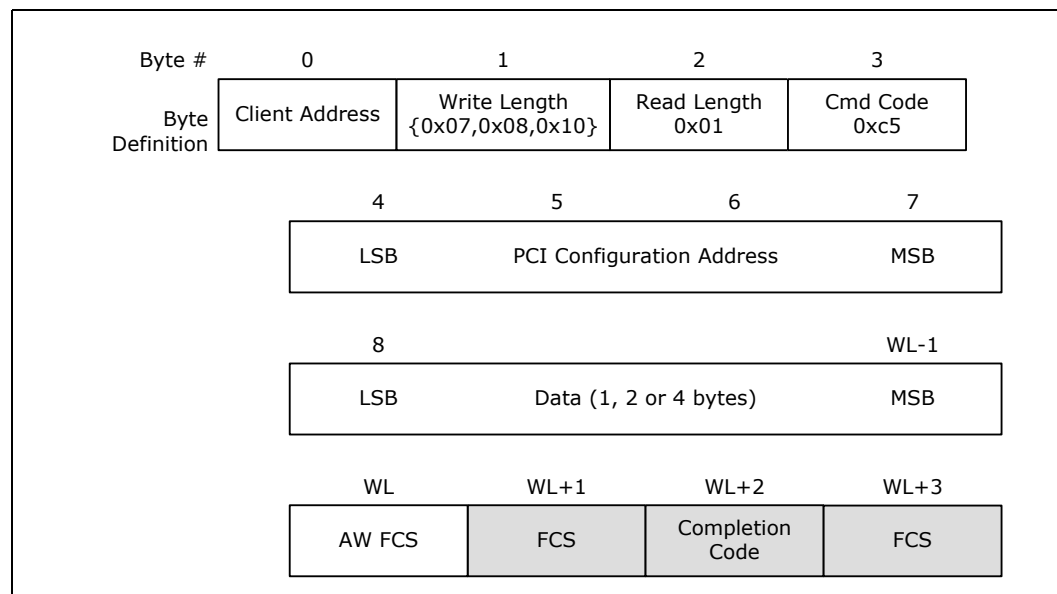 Byte # 0 1 2 3
Byte Definition
Client Address
Write Length
{0x07,0x08,0x10}
Read Length
0x01
Cmd Code
0xc5
4 5 6 7
LSB PCI Configuration Address MSB
8 WL-1
LSB Data (1, 2 or 4 bytes) MSB
WL WL+1 WL+2 WL+3
AW FCS
FCS
Completion
Code
FCS